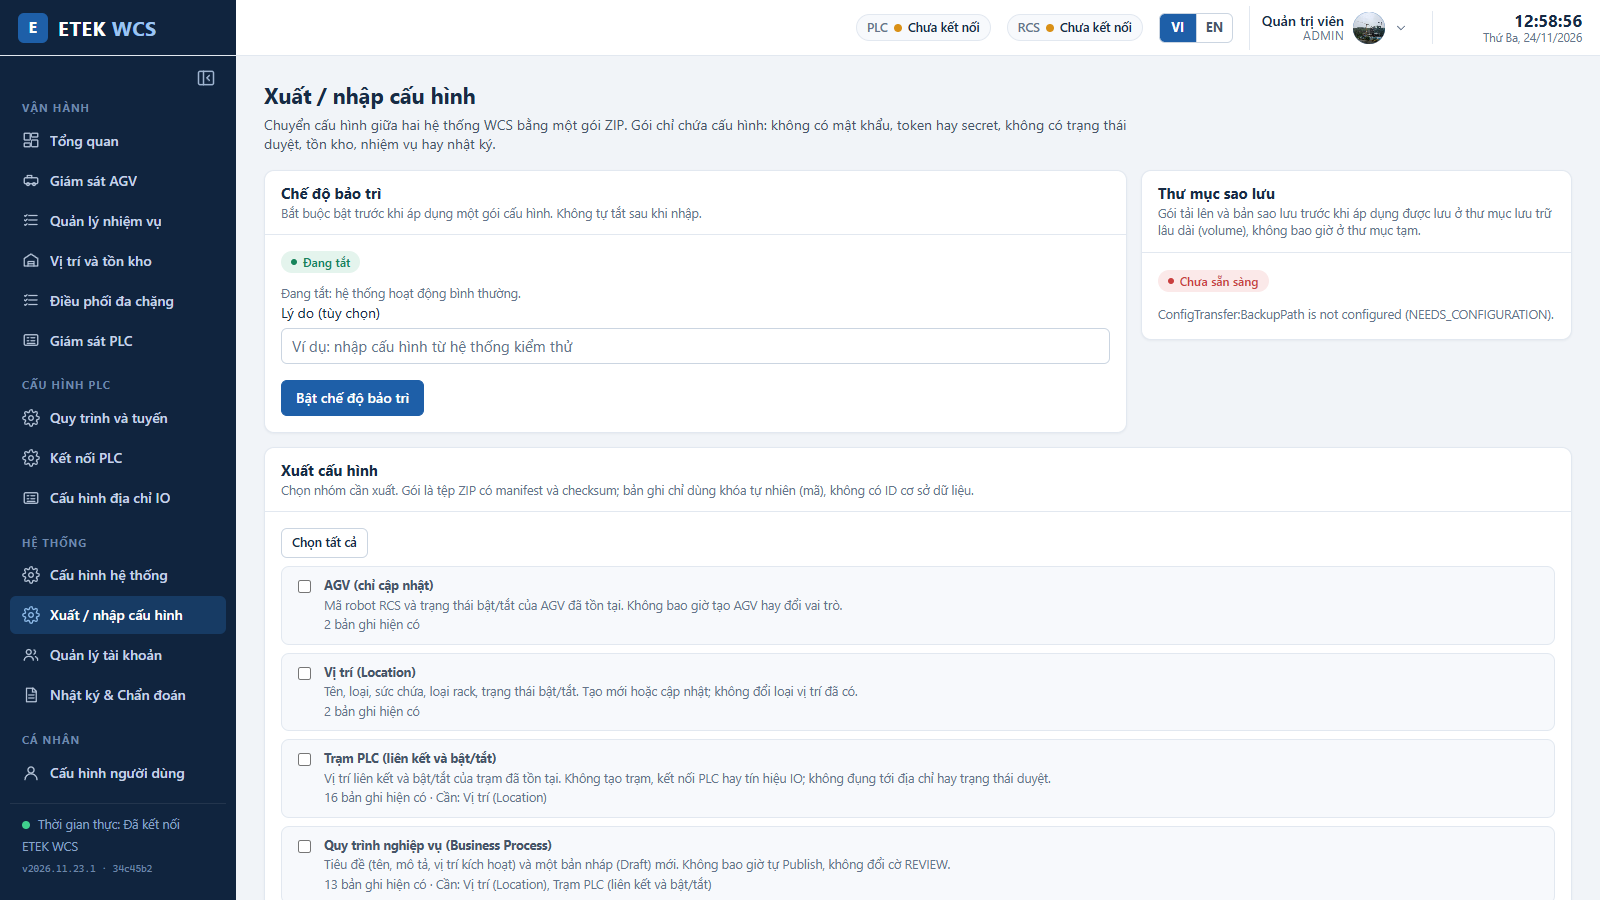 E ETEK WCS
PLC Chưa kết nối
RCS Chưa kết nối
VI EN
Quản trị viên
ADMIN
12:58:56
Thứ Ba, 24/11/2026
VẬN HÀNH
Tổng quan
Giám sát AGV
Quản lý nhiệm vụ
Vị trí và tồn kho
Điều phối đa chặng
Giám sát PLC
CẤU HÌNH PLC
Quy trình và tuyến
Kết nối PLC
Cấu hình địa chỉ IO
HỆ THỐNG
Cấu hình hệ thống
Xuất / nhập cấu hình
Quản lý tài khoản
Nhật ký & Chẩn đoán
CÁ NHÂN
Cấu hình người dùng
Thời gian thực: Đã kết nối
ETEK WCS
v2026.11.23.1 · 34c45b2
Xuất / nhập cấu hình
Chuyển cấu hình giữa hai hệ thống WCS bằng một gói ZIP. Gói chỉ chứa cấu hình: không có mật khẩu, token hay secret, không có trạng thái
duyệt, tồn kho, nhiệm vụ hay nhật ký.
Chế độ bảo trì
Bắt buộc bật trước khi áp dụng một gói cấu hình. Không tự tắt sau khi nhập.
Đang tắt
Đang tắt: hệ thống hoạt động bình thường.
Lý do (tùy chọn)
Ví dụ: nhập cấu hình từ hệ thống kiểm thử
Bật chế độ bảo trì
Thư mục sao lưu
Gói tải lên và bản sao lưu trước khi áp dụng được lưu ở thư mục lưu trữ
lâu dài (volume), không bao giờ ở thư mục tạm.
Chưa sẵn sàng
ConfigTransfer:BackupPath is not configured (NEEDS_CONFIGURATION).
Xuất cấu hình
Chọn nhóm cần xuất. Gói là tệp ZIP có manifest và checksum; bản ghi chỉ dùng khóa tự nhiên (mã), không có ID cơ sở dữ liệu.
Chọn tất cả
AGV (chỉ cập nhật)
Mã robot RCS và trạng thái bật/tắt của AGV đã tồn tại. Không bao giờ tạo AGV hay đổi vai trò.
2 bản ghi hiện có
Vị trí (Location)
Tên, loại, sức chứa, loại rack, trạng thái bật/tắt. Tạo mới hoặc cập nhật; không đổi loại vị trí đã có.
2 bản ghi hiện có
Trạm PLC (liên kết và bật/tắt)
Vị trí liên kết và bật/tắt của trạm đã tồn tại. Không tạo trạm, kết nối PLC hay tín hiệu IO; không đụng tới địa chỉ hay trạng thái duyệt.
16 bản ghi hiện có · Cần: Vị trí (Location)
Quy trình nghiệp vụ (Business Process)
Tiêu đề (tên, mô tả, vị trí kích hoạt) và một bản nháp (Draft) mới. Không bao giờ tự Publish, không đổi cờ REVIEW.
13 bản ghi hiện có · Cần: Vị trí (Location), Trạm PLC (liên kết và bật/tắt)